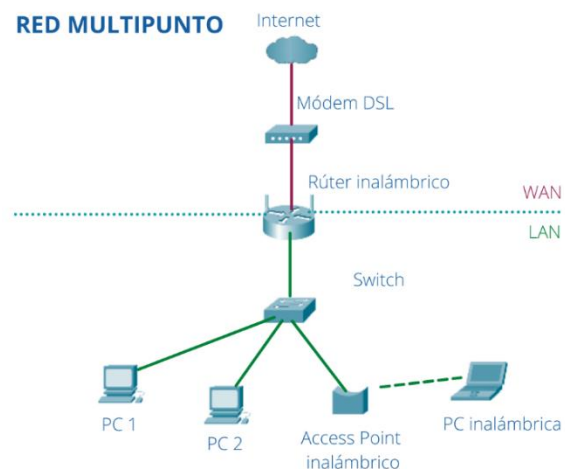 RED MULTIPUNTO
Internet
Módem DSL
Rúter inalámbrico
WAN
LAN
Switch
PC 1
PC 2
Access Point
inalámbrico
PC inalámbrica